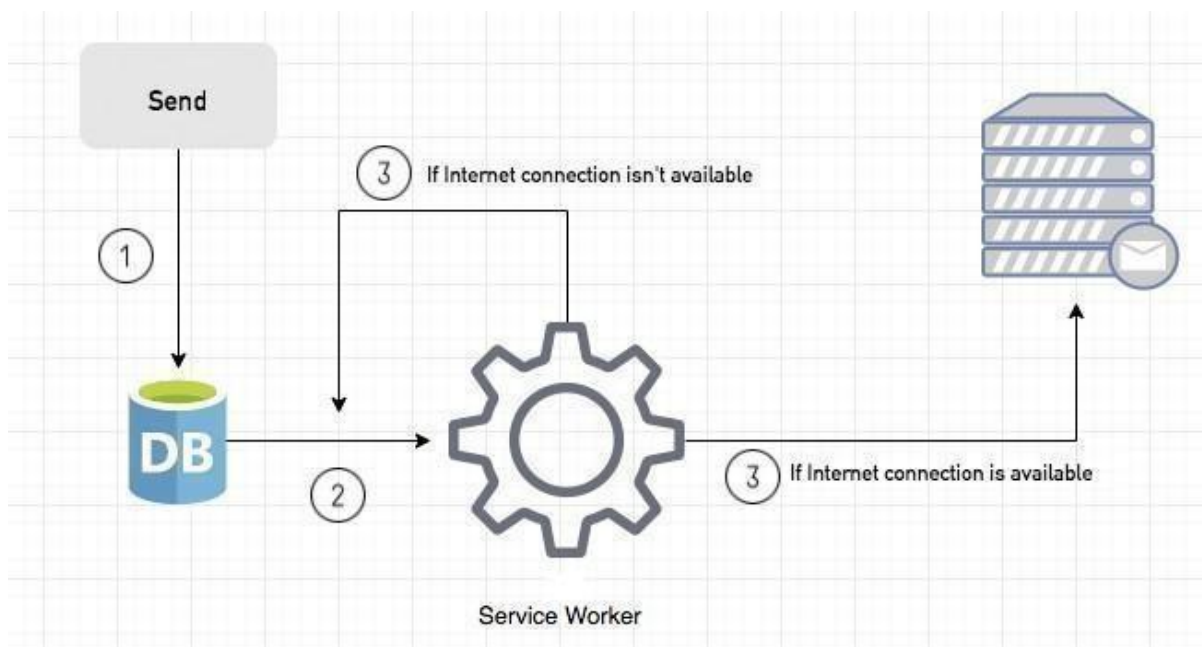 Send
3 If Internet connection isn't available
1
DB
2
3 If Internet connection is available
Service Worker